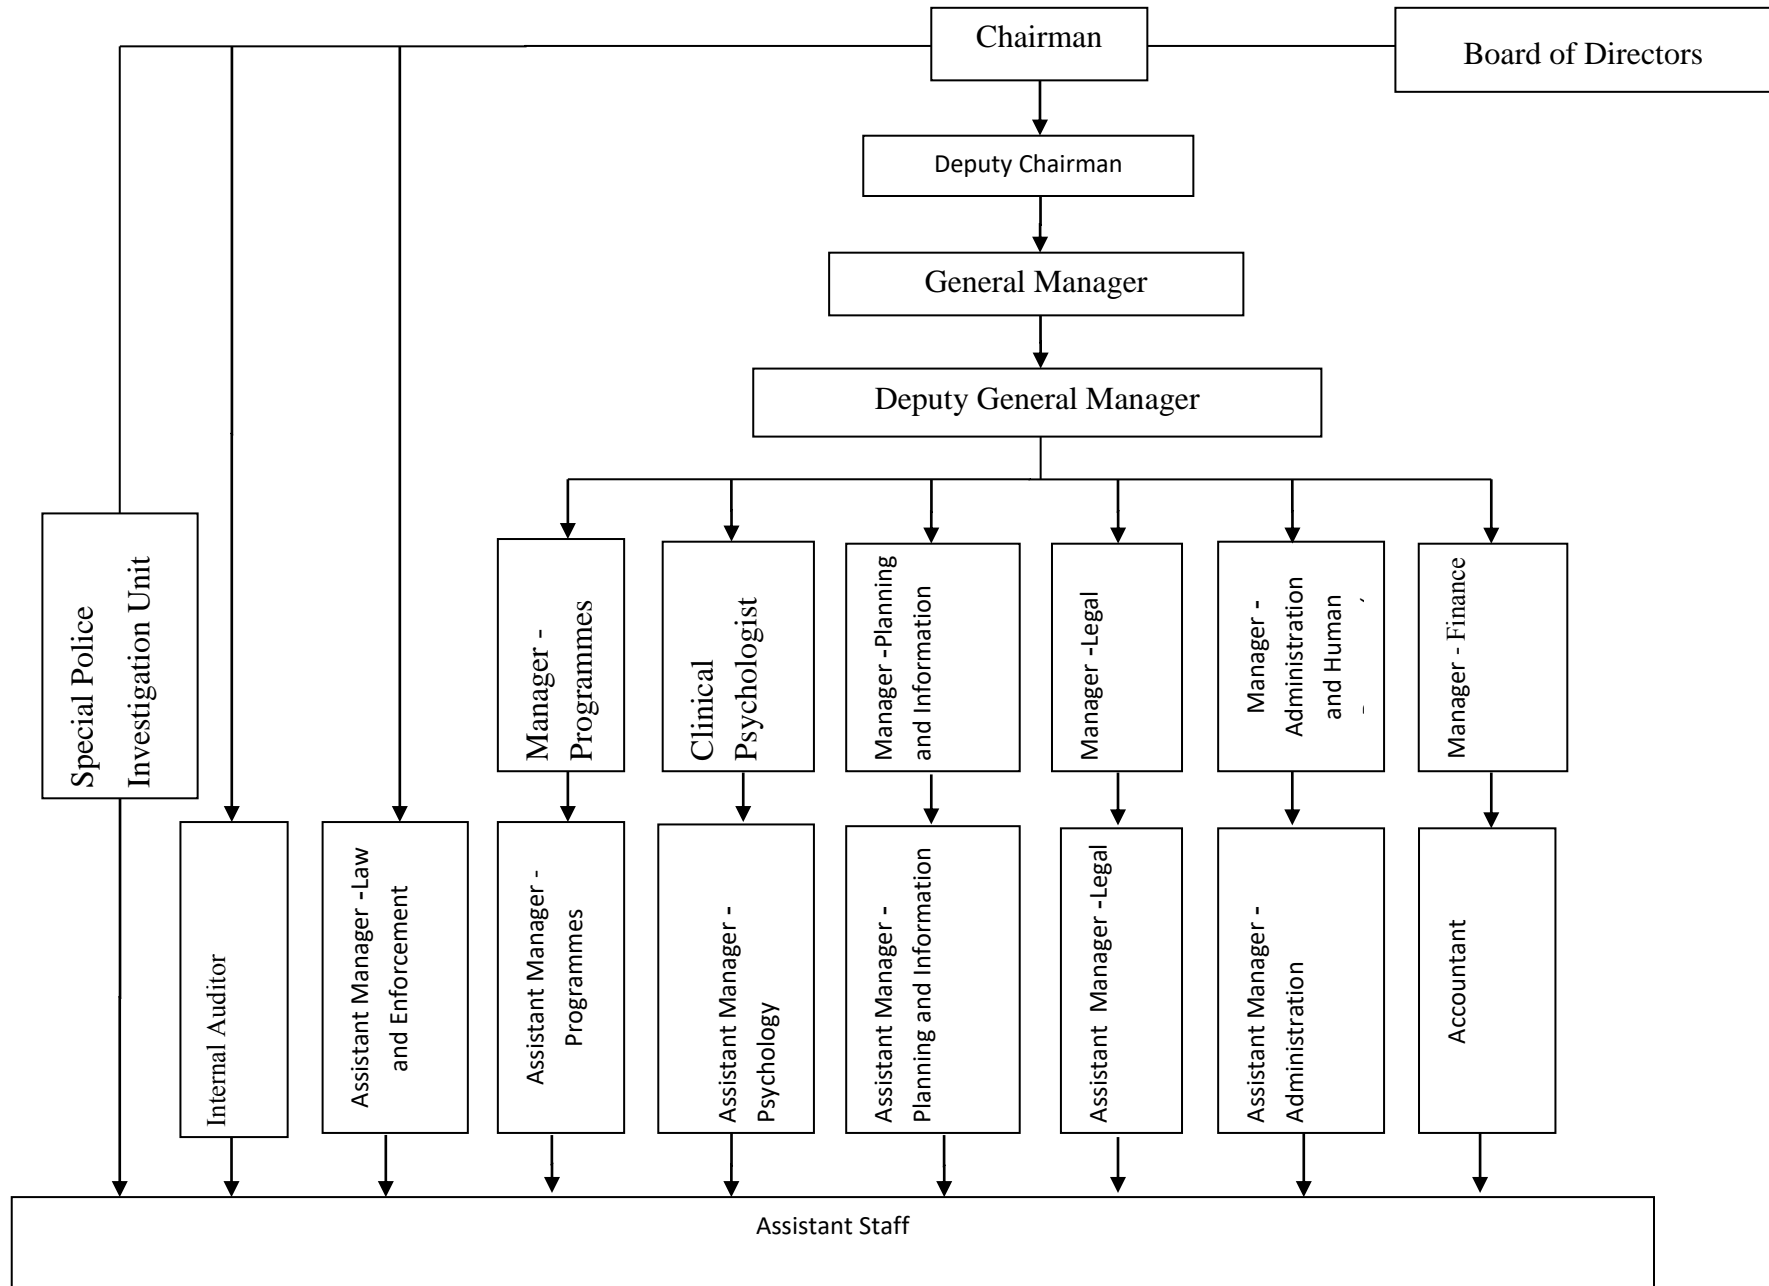 Chairman
Board of Directors
Deputy Chairman
General Manager
Deputy General Manager
Special Police
Investigation Unit
Manager -
Programmes
Clinical
Psychologist
Manager -Planning
and Information
Manager -Legal
Manager -
Administration
and Human
Manager - Finance
Internal Auditor
Assistant Manager -Law
and Enforcement
Assistant Manager -
Programmes
Assistant Manager -
Psychology
Assistant Manager -
Planning and Information
Assistant  Manager -Legal
Assistant Manager -
Administration
Accountant
Assistant Staff